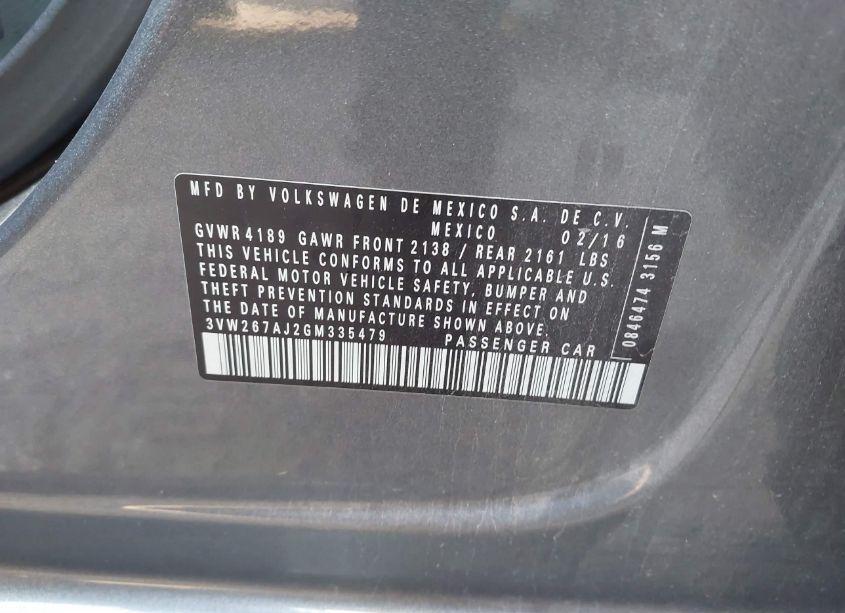 MFD BY VOLKSWAGEN DE MEXICO S.A. DE C.V.
MEXICO 02/16
GVWR 4189 GAWR FRONT 2138 / REAR 2161 LBS
THIS VEHICLE CONFORMS TO ALL APPLICABLE U.S.
FEDERAL MOTOR VEHICLE SAFETY, BUMPER AND
THEFT PREVENTION STANDARDS IN EFFECT ON
THE DATE OF MANUFACTURE SHOWN ABOVE.
3VW267AJ2GM335479 PASSENGER CAR
0846474 3156 M